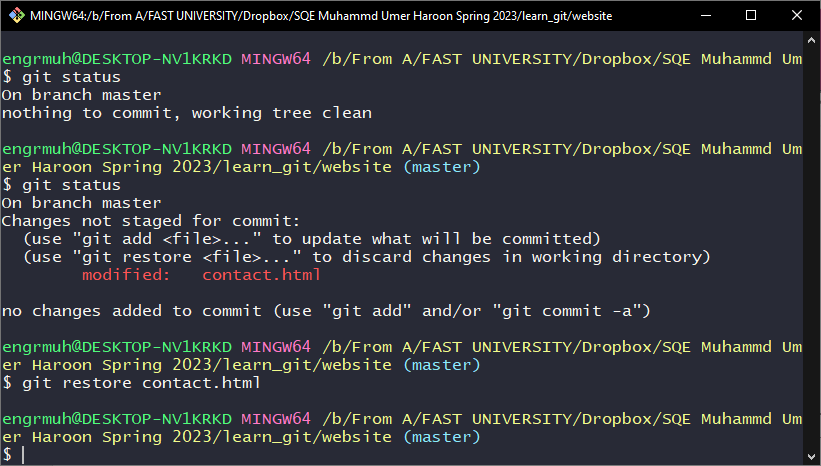 MINGW64:/b/From A/FAST UNIVERSITY/Dropbox/SQE Muhammd Umer Haroon Spring 2023/learn_git/website
engrmuh@DESKTOP-NV1KRKD MINGW64 /b/From A/FAST UNIVERSITY/Dropbox/SQE Muhammd Um
$ git status
On branch master
nothing to commit, working tree clean
engrmuh@DESKTOP-NV1KRKD MINGW64 /b/From A/FAST UNIVERSITY/Dropbox/SQE Muhammd Um
er Haroon Spring 2023/learn_git/website (master)
$ git status
On branch master
Changes not staged for commit:
  (use "git add <file>..." to update what will be committed)
  (use "git restore <file>..." to discard changes in working directory)
        modified:   contact.html
no changes added to commit (use "git add" and/or "git commit -a")
engrmuh@DESKTOP-NV1KRKD MINGW64 /b/From A/FAST UNIVERSITY/Dropbox/SQE Muhammd Um
er Haroon Spring 2023/learn_git/website (master)
$ git restore contact.html
engrmuh@DESKTOP-NV1KRKD MINGW64 /b/From A/FAST UNIVERSITY/Dropbox/SQE Muhammd Um
er Haroon Spring 2023/learn_git/website (master)
$